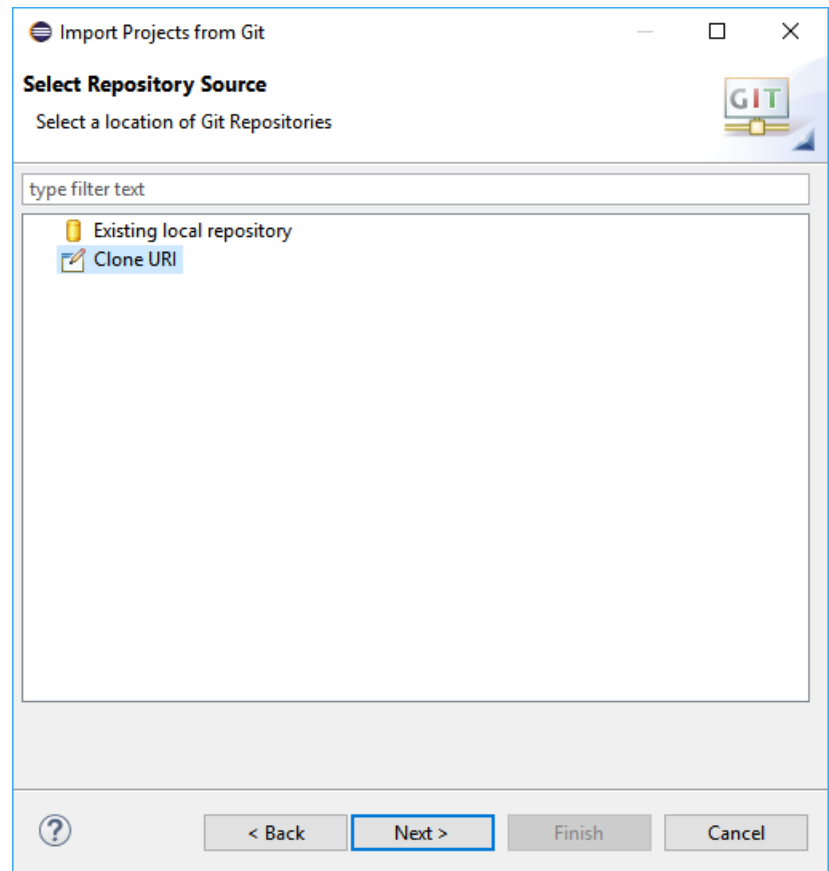 Import Projects from Git
Select Repository Source
Select a location of Git Repositories
GIT
type filter text
Existing local repository
Clone URI
?
< Back
Next >
Finish
Cancel